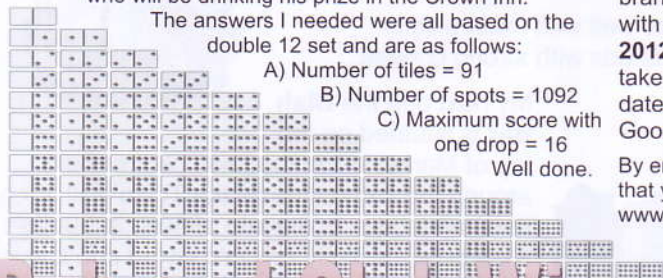 who will be drinking his prize in the Crown Inn.
The answers I needed were all based on the
double 12 set and are as follows:
A) Number of tiles = 91
B) Number of spots = 1092
C) Maximum score with
one drop = 16
Well done.
with
2012
take
date
Goo
By e
that y
www